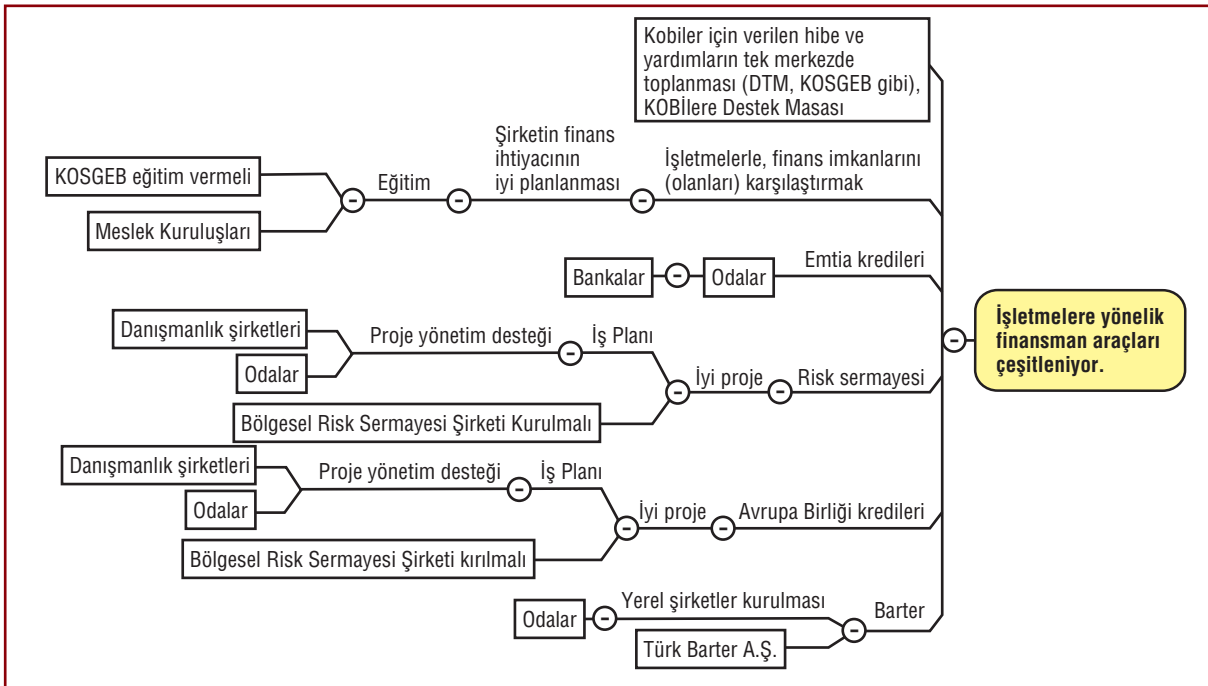 Kobiler için verilen hibe ve
yardımların tek merkezde
toplanması (DTM, KOSGEB gibi),
KOBİlere Destek Masası
Şirketin finans
ihtiyacının
iyi planlanması
İşletmelerle, finans imkanlarını
(olanları) karşılaştırmak
Eğitim
KOSGEB eğitim vermeli
Meslek Kuruluşları
Emtia kredileri
Odalar
Bankalar
İşletmelere yönelik
finansman araçları
çeşitleniyor.
Danışmanlık şirketleri
Proje yönetim desteği
İş Planı
Odalar
İyi proje
Risk sermayesi
Bölgesel Risk Sermayesi Şirketi Kurulmalı
Danışmanlık şirketleri
Proje yönetim desteği
İş Planı
Odalar
İyi proje
Avrupa Birliği kredileri
Bölgesel Risk Sermayesi Şirketi kırılmalı
Odalar
Yerel şirketler kurulması
Barter
Türk Barter A.Ş.